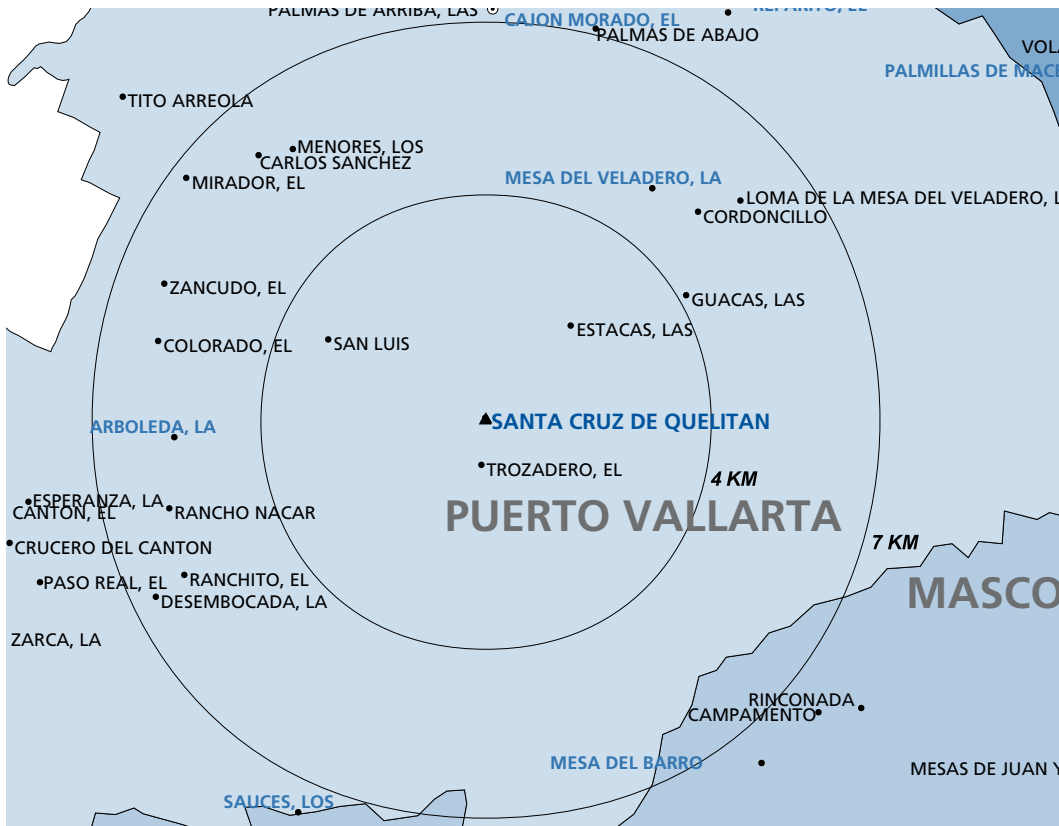 PALMAS DE ARRIBA, LAS
CAJON MORADO, EL
PALMAS DE ABAJO
VOLA
PALMILLAS DE MACE
TITO ARREOLA
MENORES, LOS
CARLOS SANCHEZ
MIRADOR, EL
MESA DEL VELADERO, LA
LOMA DE LA MESA DEL VELADERO, L
CORDONCILLO
ZANCUDO, EL
GUACAS, LAS
ESTACAS, LAS
COLORADO, EL
SAN LUIS
SANTA CRUZ DE QUELITAN
ARBOLEDA, LA
TROZADERO, EL
4 KM
ESPERANZA, LA
CANTON, EL
RANCHO NACAR
PUERTO VALLARTA
7 KM
CRUCERO DEL CANTON
PASO REAL, EL
RANCHITO, EL
DESEMBOCADA, LA
MASCO
ZARCA, LA
RINCONADA
CAMPAMENTO
MESA DEL BARRO
MESAS DE JUAN Y
SAUCES, LOS